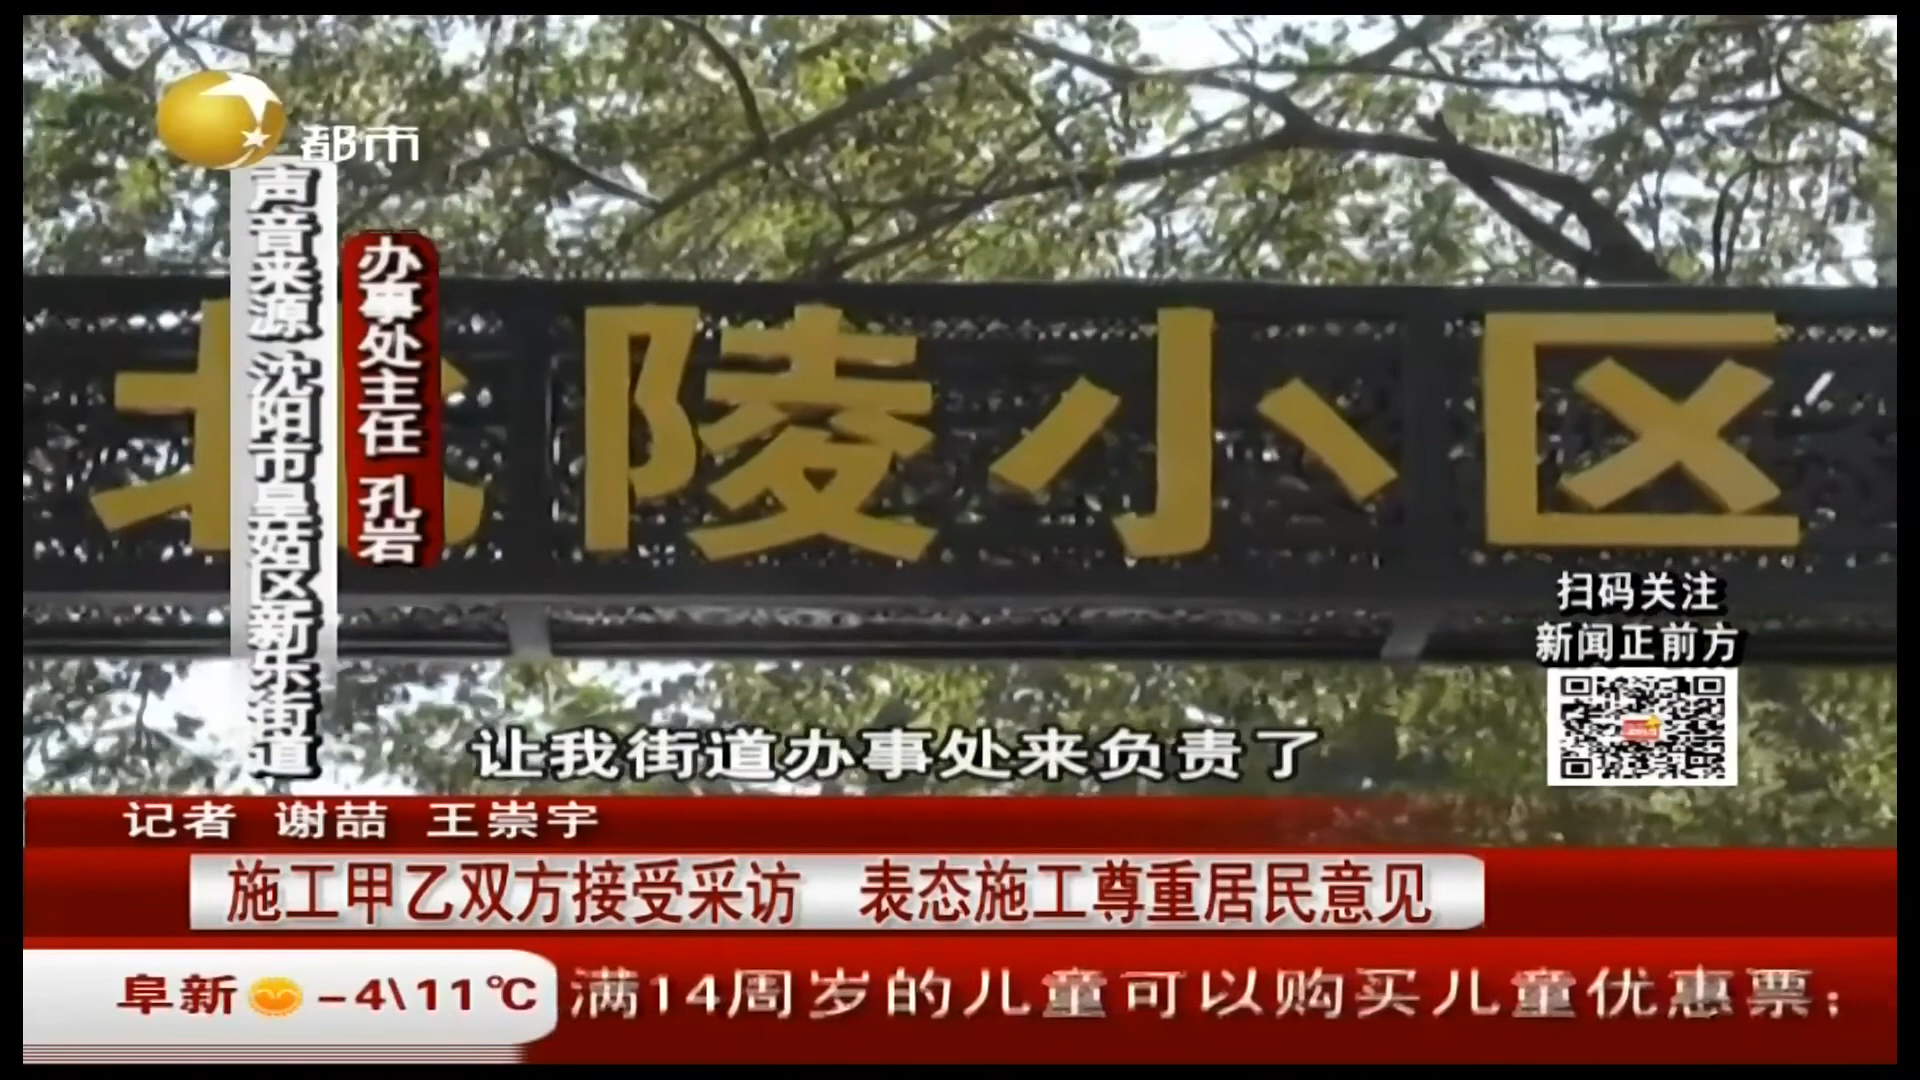 都市
声音来源 沈阳市皇姑区新乐街道
办事处主任 孔岩
北陵小区
扫码关注
新闻正前方
让我街道办事处来负责了
记者 谢喆 王崇宇
施工甲乙双方接受采访 表态施工尊重居民意见
阜新 -4\11℃
满14周岁的儿童可以购买儿童优惠票；